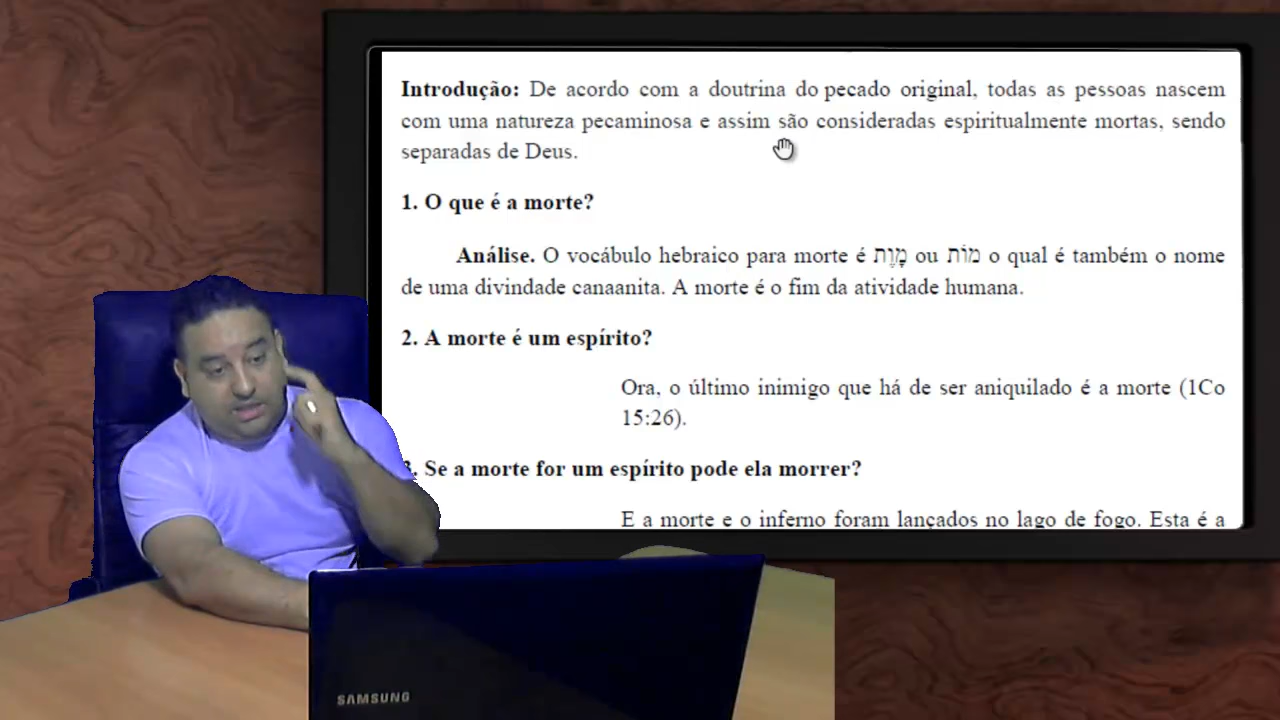 Introdução: De acordo com a doutrina do pecado original, todas as pessoas nascem
com uma natureza pecaminosa e assim são consideradas espiritualmente mortas, sendo
separadas de Deus.
1. O que é a morte?
Análise. O vocábulo hebraico para morte é מָוֶת ou מוֹת o qual é também o nome
de uma divindade canaanita. A morte é o fim da atividade humana.
2. A morte é um espírito?
Ora, o último inimigo que há de ser aniquilado é a morte (1Co
15:26).
3. Se a morte for um espírito pode ela morrer?
E a morte e o inferno foram lançados no lago de fogo. Esta é a
SAMSUNG